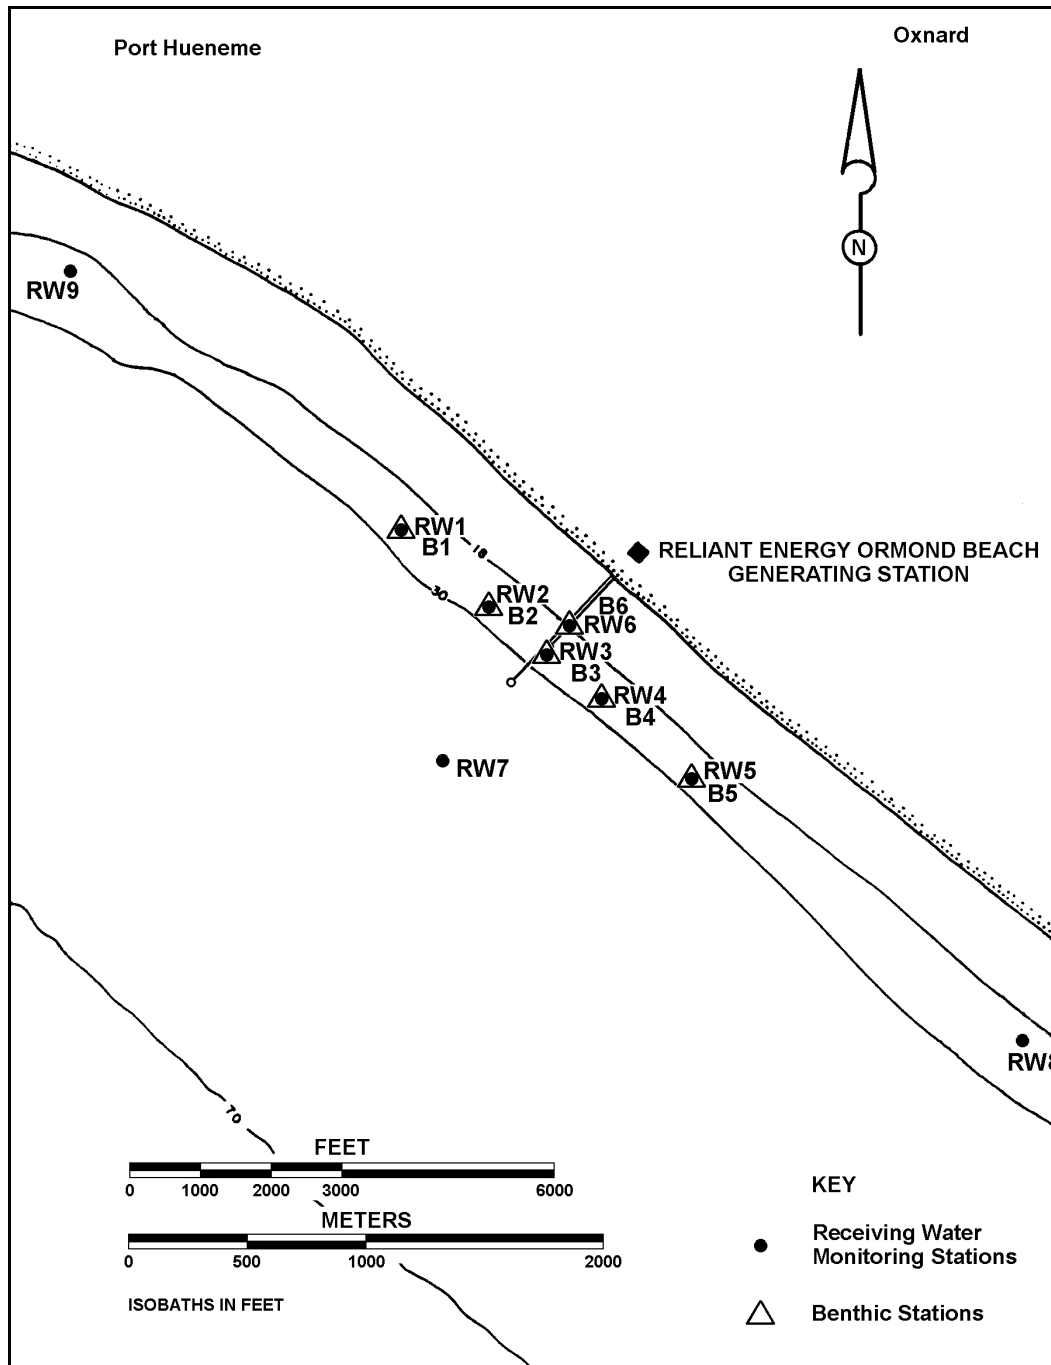 Port Hueneme
Oxnard
N
RW9
RW1
B1
18
RELIANT ENERGY ORMOND BEACH
GENERATING STATION
30
RW2
B2
B6
RW6
RW3
B3
RW4
B4
RW7
RW5
B5
RW8
70
FEET
0 1000 2000 3000 6000
METERS
0 500 1000 2000
ISOBATHS IN FEET
KEY
Receiving Water
Monitoring Stations
Benthic Stations